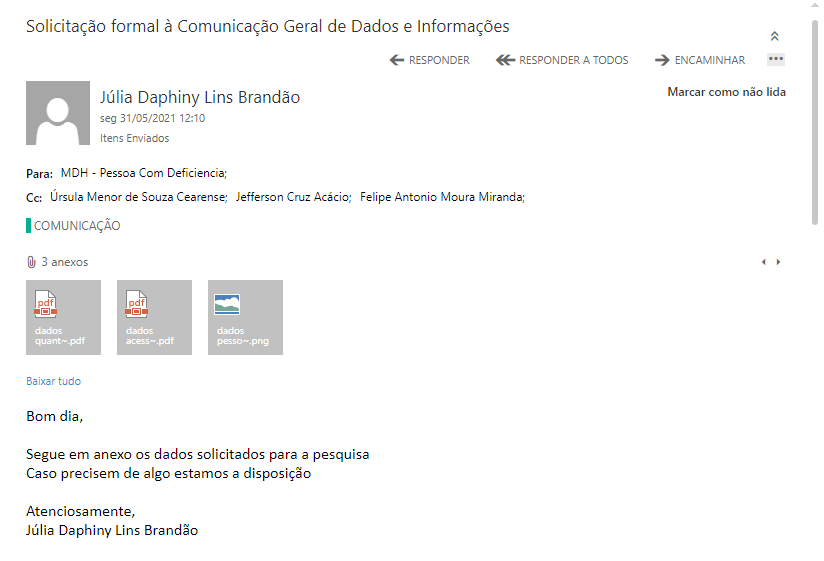 Solicitação formal à Comunicação Geral de Dados e Informações
RESPONDER RESPONDER A TODOS ENCAMINHAR
Júlia Daphiny Lins Brandão
Marcar como não lida
seg 31/05/2021 12:10
Itens Enviados
Para: MDH - Pessoa Com Deficiencia;
Cc: Úrsula Menor de Souza Cearense; Jefferson Cruz Acácio; Felipe Antonio Moura Miranda;
COMUNICAÇÃO
3 anexos
pdf
dados
quant~.pdf
pdf
dados
acess~.pdf
dados
pesso~.png
Baixar tudo
Bom dia,
Segue em anexo os dados solicitados para a pesquisa
Caso precisem de algo estamos a disposição
Atenciosamente,
Júlia Daphiny Lins Brandão